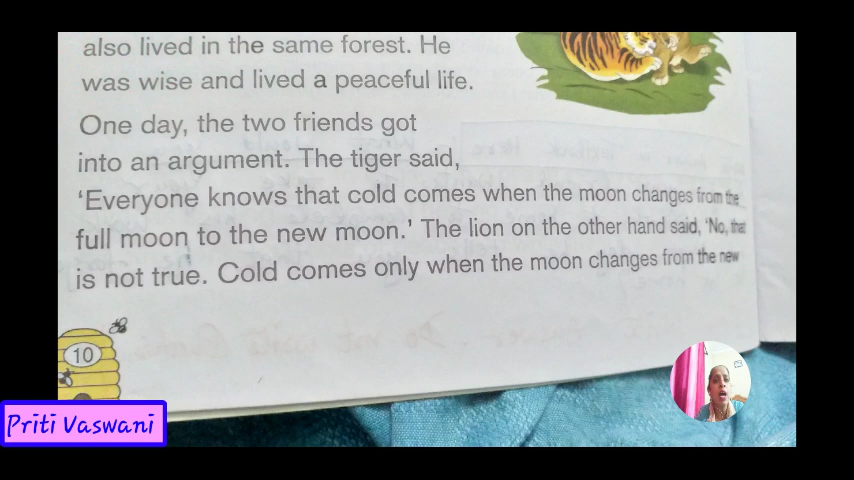 also lived in the same forest. He
was wise and lived a peaceful life.
One day, the two friends got
into an argument. The tiger said,
‘Everyone knows that cold comes when the moon changes from the
full moon to the new moon.’ The lion on the other hand said, ‘No, that
is not true. Cold comes only when the moon changes from the new
10
Priti Vaswani